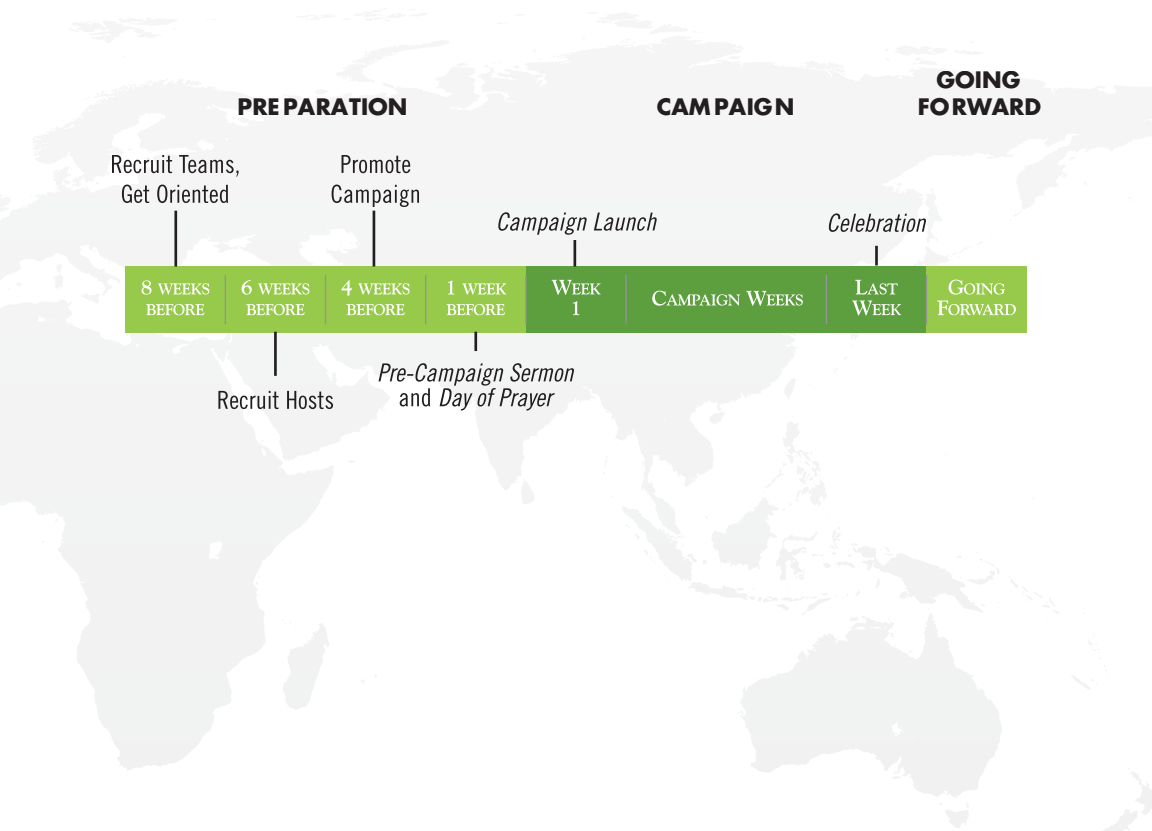 PREPARATION
CAMPAIGN
GOING
FORWARD
Recruit Teams,
Get Oriented
Promote
Campaign
Campaign Launch
Celebration
8 WEEKS
BEFORE
6 WEEKS
BEFORE
4 WEEKS
BEFORE
1 WEEK
BEFORE
WEEK
1
CAMPAIGN WEEKS
LAST
WEEK
GOING
FORWARD
Recruit Hosts
Pre-Campaign Sermon
and Day of Prayer